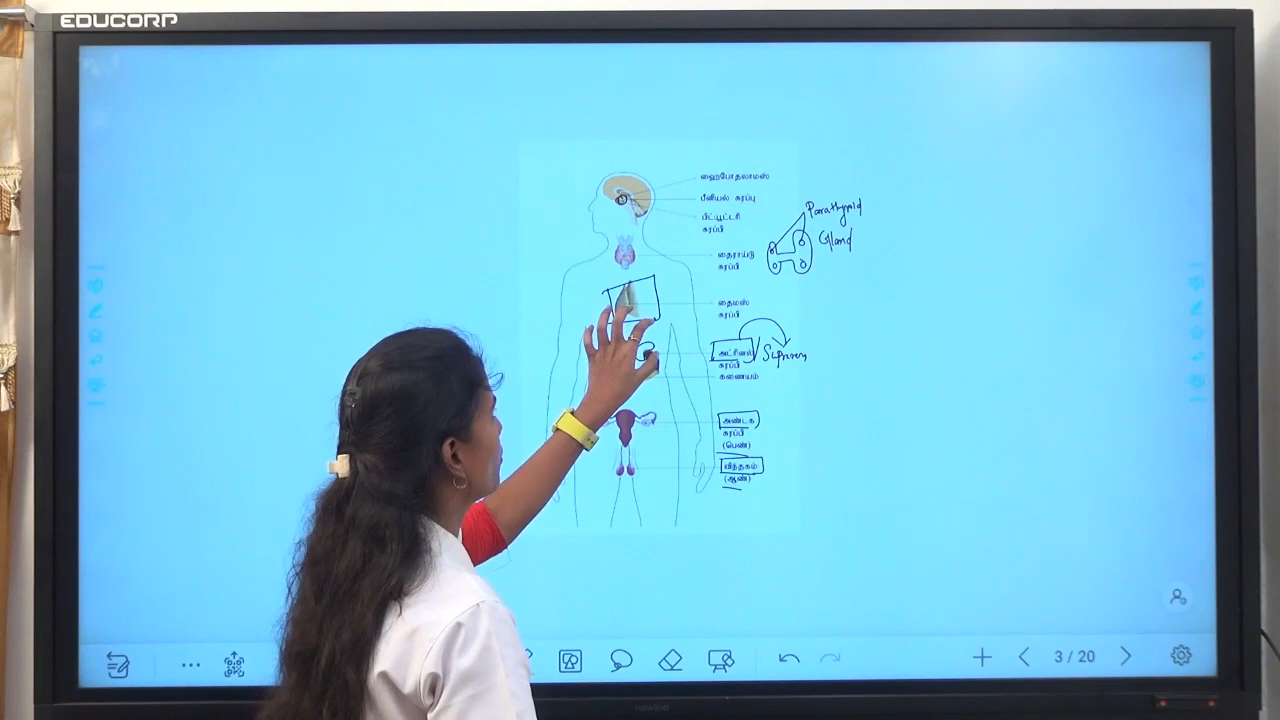 EDUCORP
ஹைபோதலாமஸ்
பீனியல் சுரப்பு
பிட்யூட்டரி
சுரப்பி
Parathyroid
Gland
தைராய்டு
சுரப்பி
தைமஸ்
சுரப்பி
அட்ரினல் /
சுரப்பி
கணையம்
அண்டக
சுரப்பி
(பெண்)
விந்தகம்
(ஆண்)
3 / 20
newline